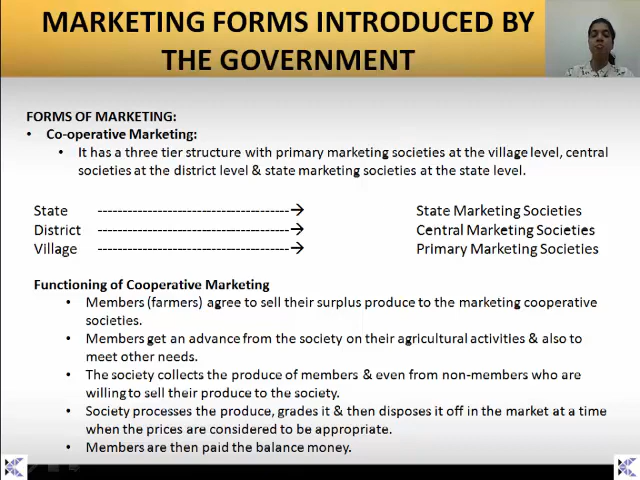 MARKETING FORMS INTRODUCED BY
THE GOVERNMENT
FORMS OF MARKETING:
• Co-operative Marketing:
• It has a three tier structure with primary marketing societies at the village level, central
societies at the district level & state marketing societies at the state level.
State ---------------------------------------→ State Marketing Societies
District ---------------------------------------→ Central Marketing Societies
Village ---------------------------------------→ Primary Marketing Societies
Functioning of Cooperative Marketing
• Members (farmers) agree to sell their surplus produce to the marketing cooperative
societies.
• Members get an advance from the society on their agricultural activities & also to
meet other needs.
• The society collects the produce of members & even from non-members who are
willing to sell their produce to the society.
• Society processes the produce, grades it & then disposes it off in the market at a time
when the prices are considered to be appropriate.
• Members are then paid the balance money.